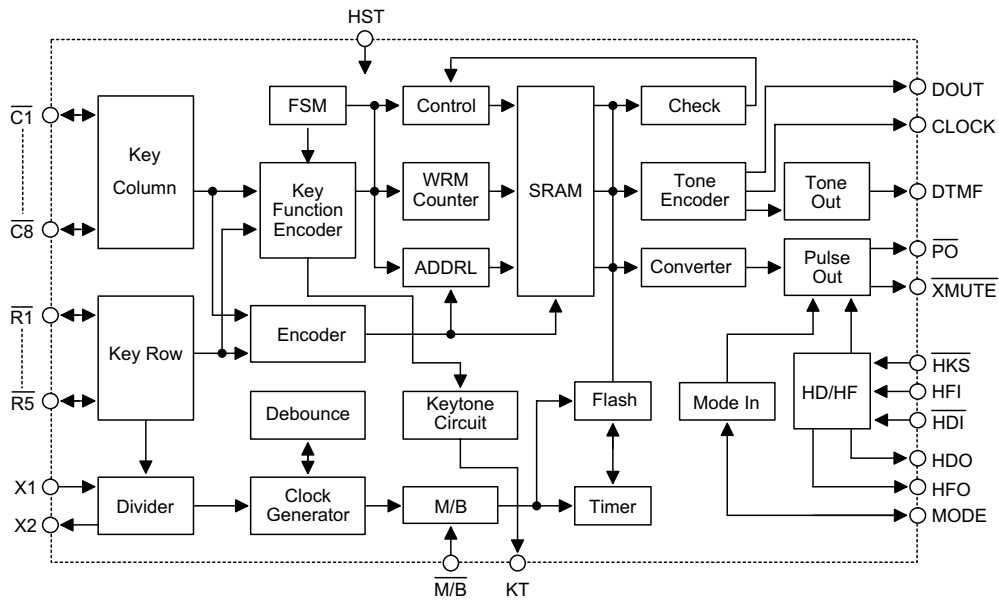 HST
C1
C8
R1
R5
X1
X2
Key
Column
Key Row
Divider
FSM
Key
Function
Encoder
Encoder
Debounce
Clock
Generator
Control
WRM
Counter
ADDRL
Keytone
Circuit
M/B
SRAM
Flash
Timer
Check
Tone
Encoder
Converter
Mode In
Tone
Out
Pulse
Out
HD/HF
DOUT
CLOCK
DTMF
PO
XMUTE
HKS
HFI
HDI
HDO
HFO
MODE
M/B
KT